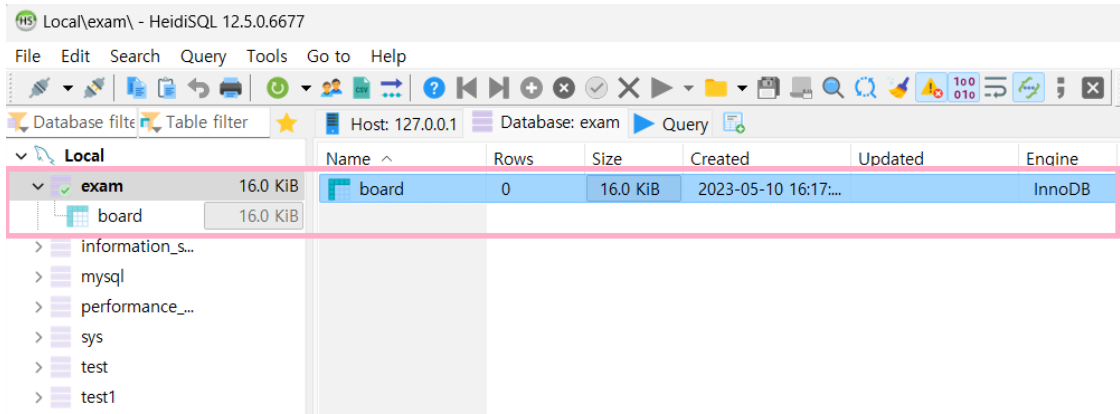 HS Local\exam\ - HeidiSQL 12.5.0.6677
File Edit Search Query Tools Go to Help
Database filte Table filter Host: 127.0.0.1 Database: exam Query
Local Name Rows Size Created Updated Engine
exam 16.0 KiB board 0 16.0 KiB 2023-05-10 16:17:... InnoDB
board 16.0 KiB
information_s...
mysql
performance_...
sys
test
test1